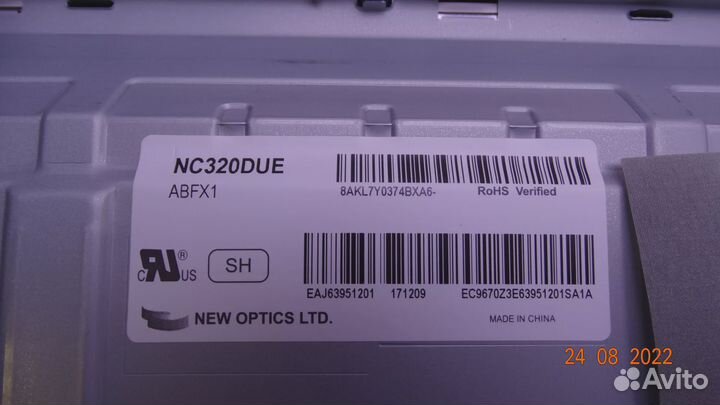 NC320DUE
ABFX1
8AKL7Y0374BXA6- RoHS Verified
c RU ® US
SH
EAJ63951201 171209 EC9670Z3E63951201SA1A
NEW OPTICS LTD.
MADE IN CHINA
24 08 2022
Avito